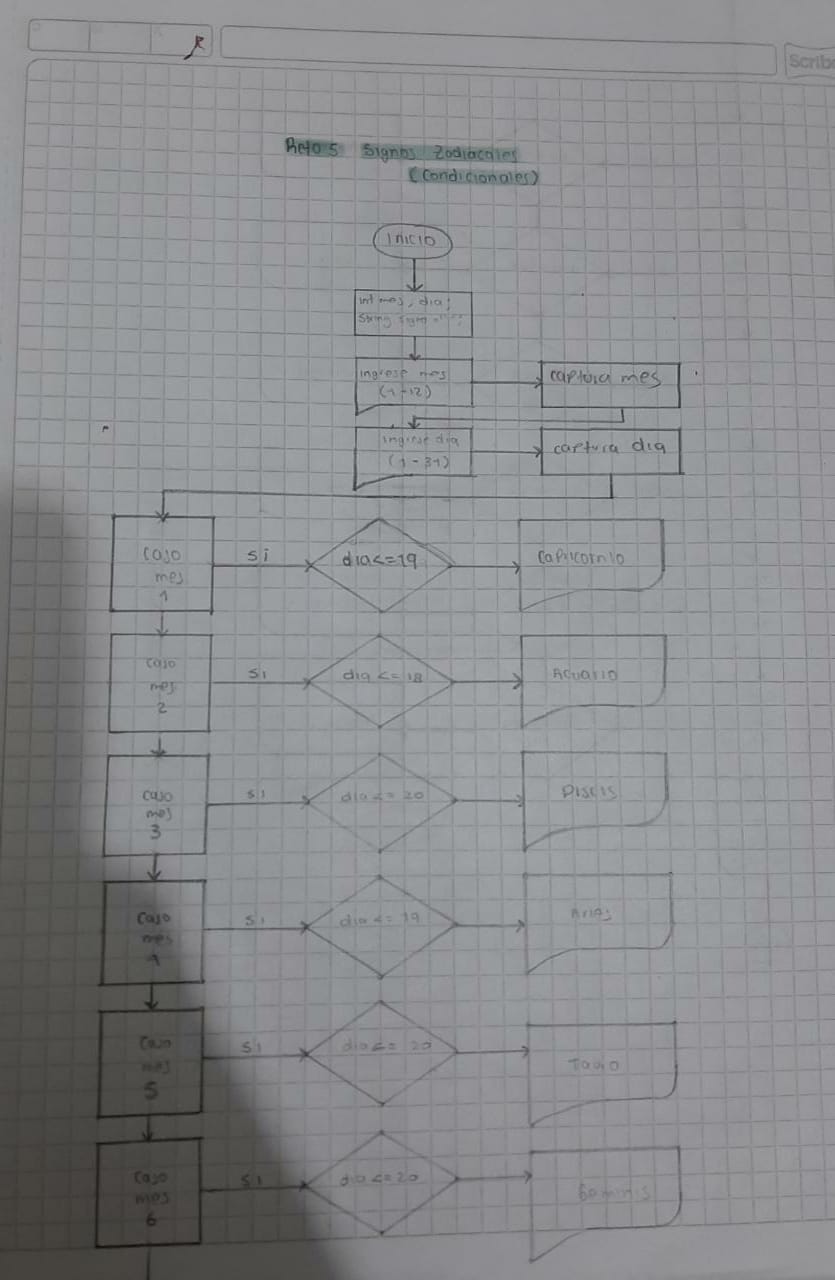 Scrib
Reto 5 Signos Zodiacales
(Condicionales)
Inicio
int mes, dia;
String signo = " ";
ingrese mes
(1-12)
captura mes
ingrese dia
(1-31)
captura dia
caso
mes
1
si
dia<=19
Capricornio
caso
mes
2
si
dia <= 18
Acuario
caso
mes
3
si
dia <= 20
Piscis
caso
mes
si
dia <= 19
Aries
caso
mes
5
si
dia <= 20
Tauro
caso
mes
6
si
dia <=20
Geminis